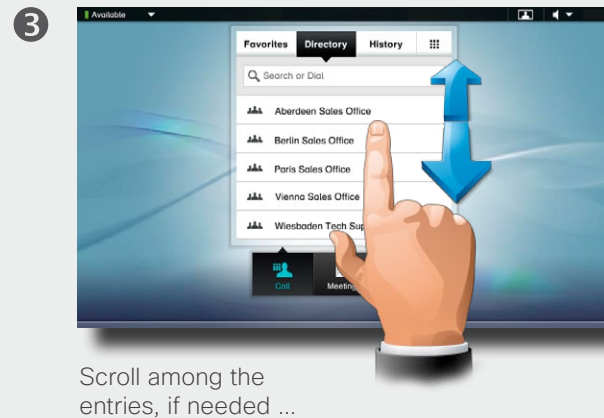 3
Available
Favorites Directory History
Search or Dial
Aberdeen Sales Office
Berlin Sales Office
Paris Sales Office
Vienna Sales Office
Wiesbaden Tech Sup
Call Meeting
Scroll among the
entries, if needed ...